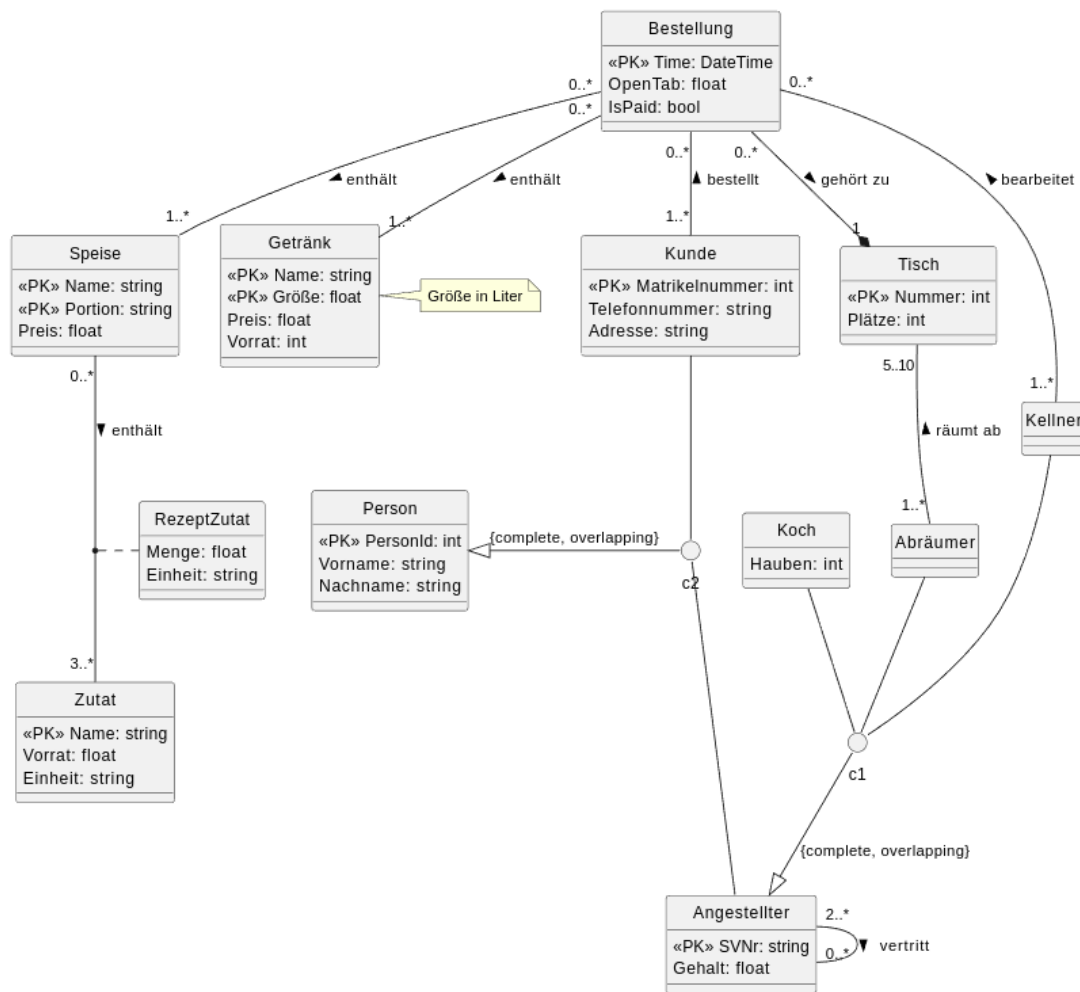 Bestellung
«PK» Time: DateTime
OpenTab: float
IsPaid: bool
0..*
0..*
0..*
0..*
0..*
enthält
enthält
bestellt
gehört zu
bearbeitet
1..*
1..*
1..*
1
Speise
«PK» Name: string
«PK» Portion: string
Preis: float
Getränk
«PK» Name: string
«PK» Größe: float
Preis: float
Vorrat: int
Größe in Liter
Kunde
«PK» Matrikelnummer: int
Telefonnummer: string
Adresse: string
Tisch
«PK» Nummer: int
Plätze: int
0..*
5..10
1..*
Kellner
enthält
räumt ab
RezeptZutat
Menge: float
Einheit: string
Person
«PK» PersonId: int
Vorname: string
Nachname: string
{complete, overlapping}
c2
Koch
Hauben: int
1..*
Abräumer
3..*
Zutat
«PK» Name: string
Vorrat: float
Einheit: string
c1
{complete, overlapping}
Angestellter
«PK» SVNr: string
Gehalt: float
2..*
0..*
vertritt